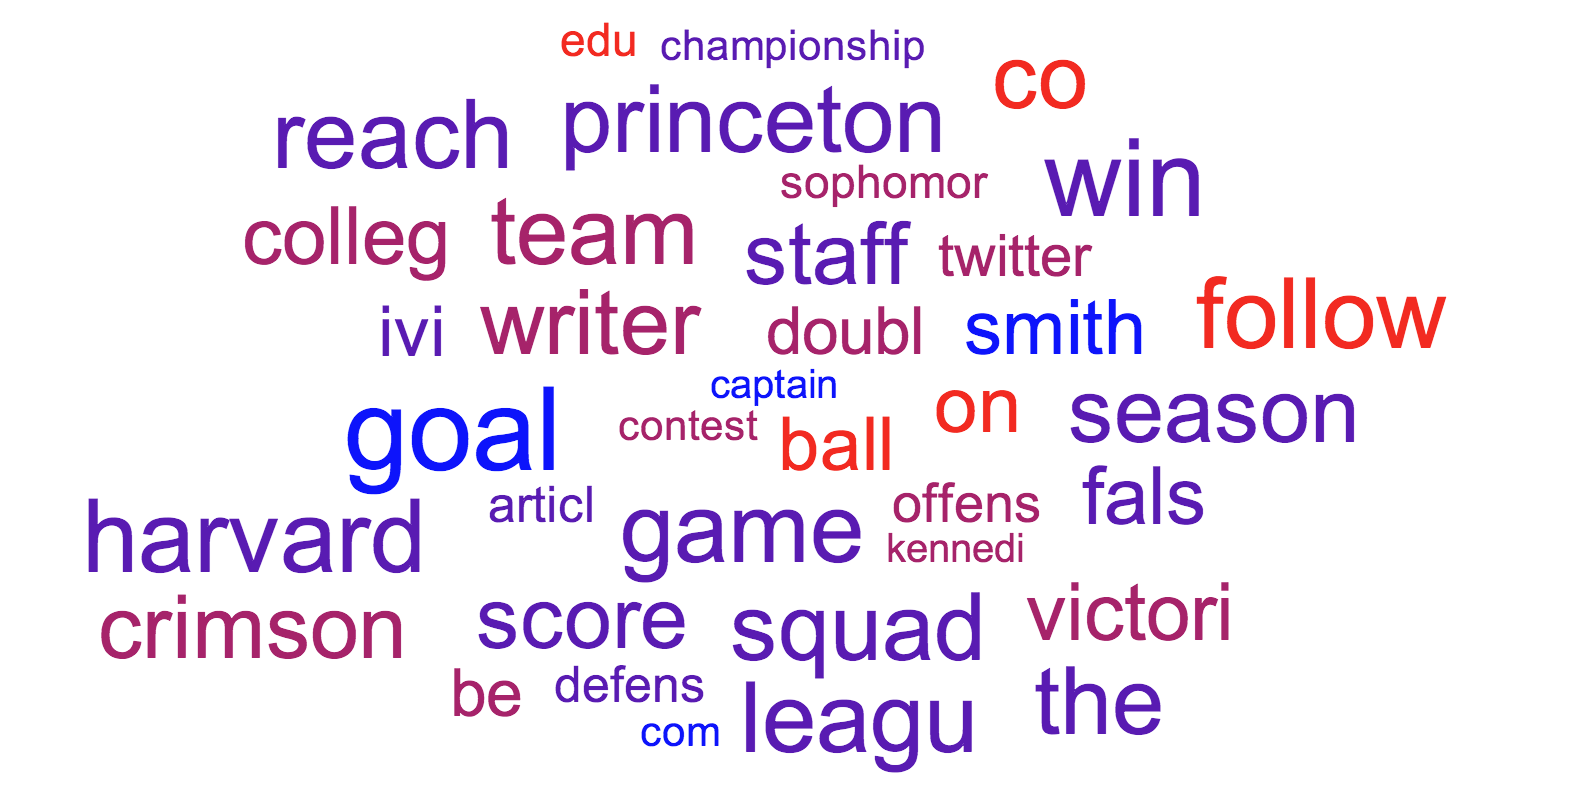 edu championship
co
reach princeton
win
sophomor
colleg team staff twitter
ivi writer doubl smith follow
captain
goal contest ball on season
harvard articl game offens fals
kennedi
crimson score squad victori
be defens
com leagu the